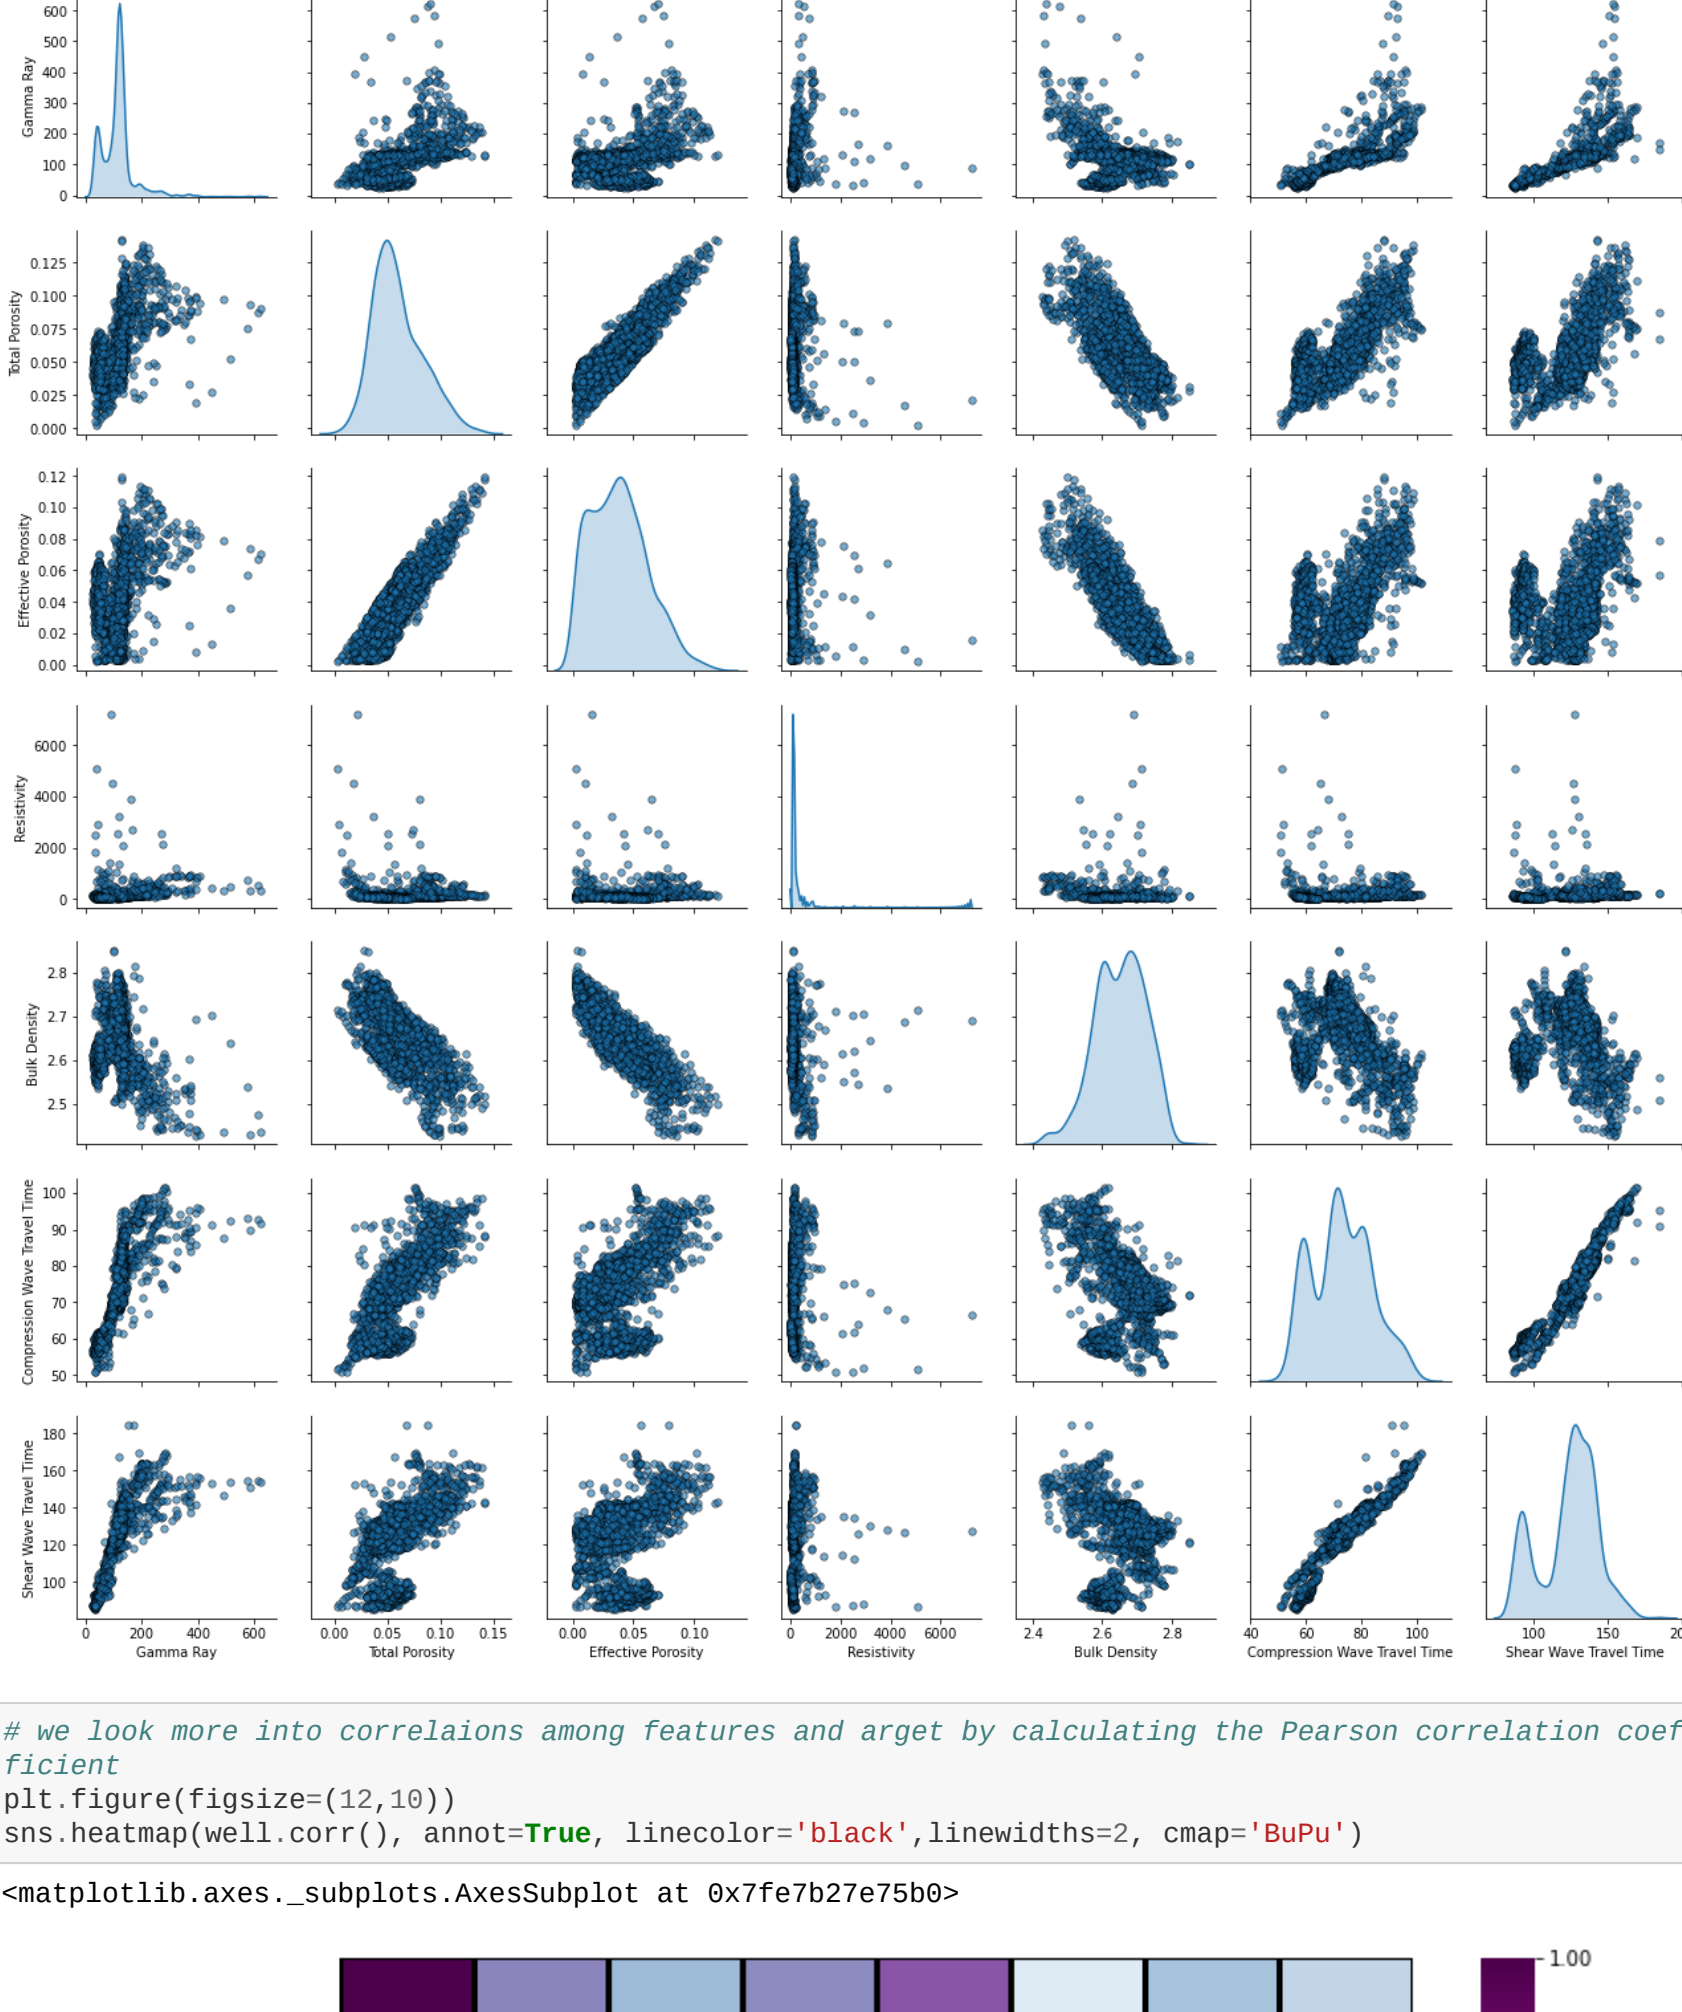 600
500
400
300
200
100
0
Gamma Ray
0.125
0.100
0.075
0.050
0.025
0.000
Total Porosity
0.12
0.10
0.08
0.06
0.04
0.02
0.00
Effective Porosity
6000
4000
2000
0
Resistivity
2.8
2.7
2.6
2.5
Bulk Density
100
90
80
70
60
50
Compression Wave Travel Time
180
160
140
120
100
Shear Wave Travel Time
0 200 400 600 0.00 0.05 0.10 0.15 0.00 0.05 0.10 0 2000 4000 6000 2.4 2.6 2.8 40 60 80 100 100 150 20
Gamma Ray Total Porosity Effective Porosity Resistivity Bulk Density Compression Wave Travel Time Shear Wave Travel Time
# we look more into correlaions among features and arget by calculating the Pearson correlation coef
ficient
plt.figure(figsize=(12,10))
sns.heatmap(well.corr(), annot=True, linecolor='black',linewidths=2, cmap='BuPu')
<matplotlib.axes._subplots.AxesSubplot at 0x7fe7b27e75b0>
1.00